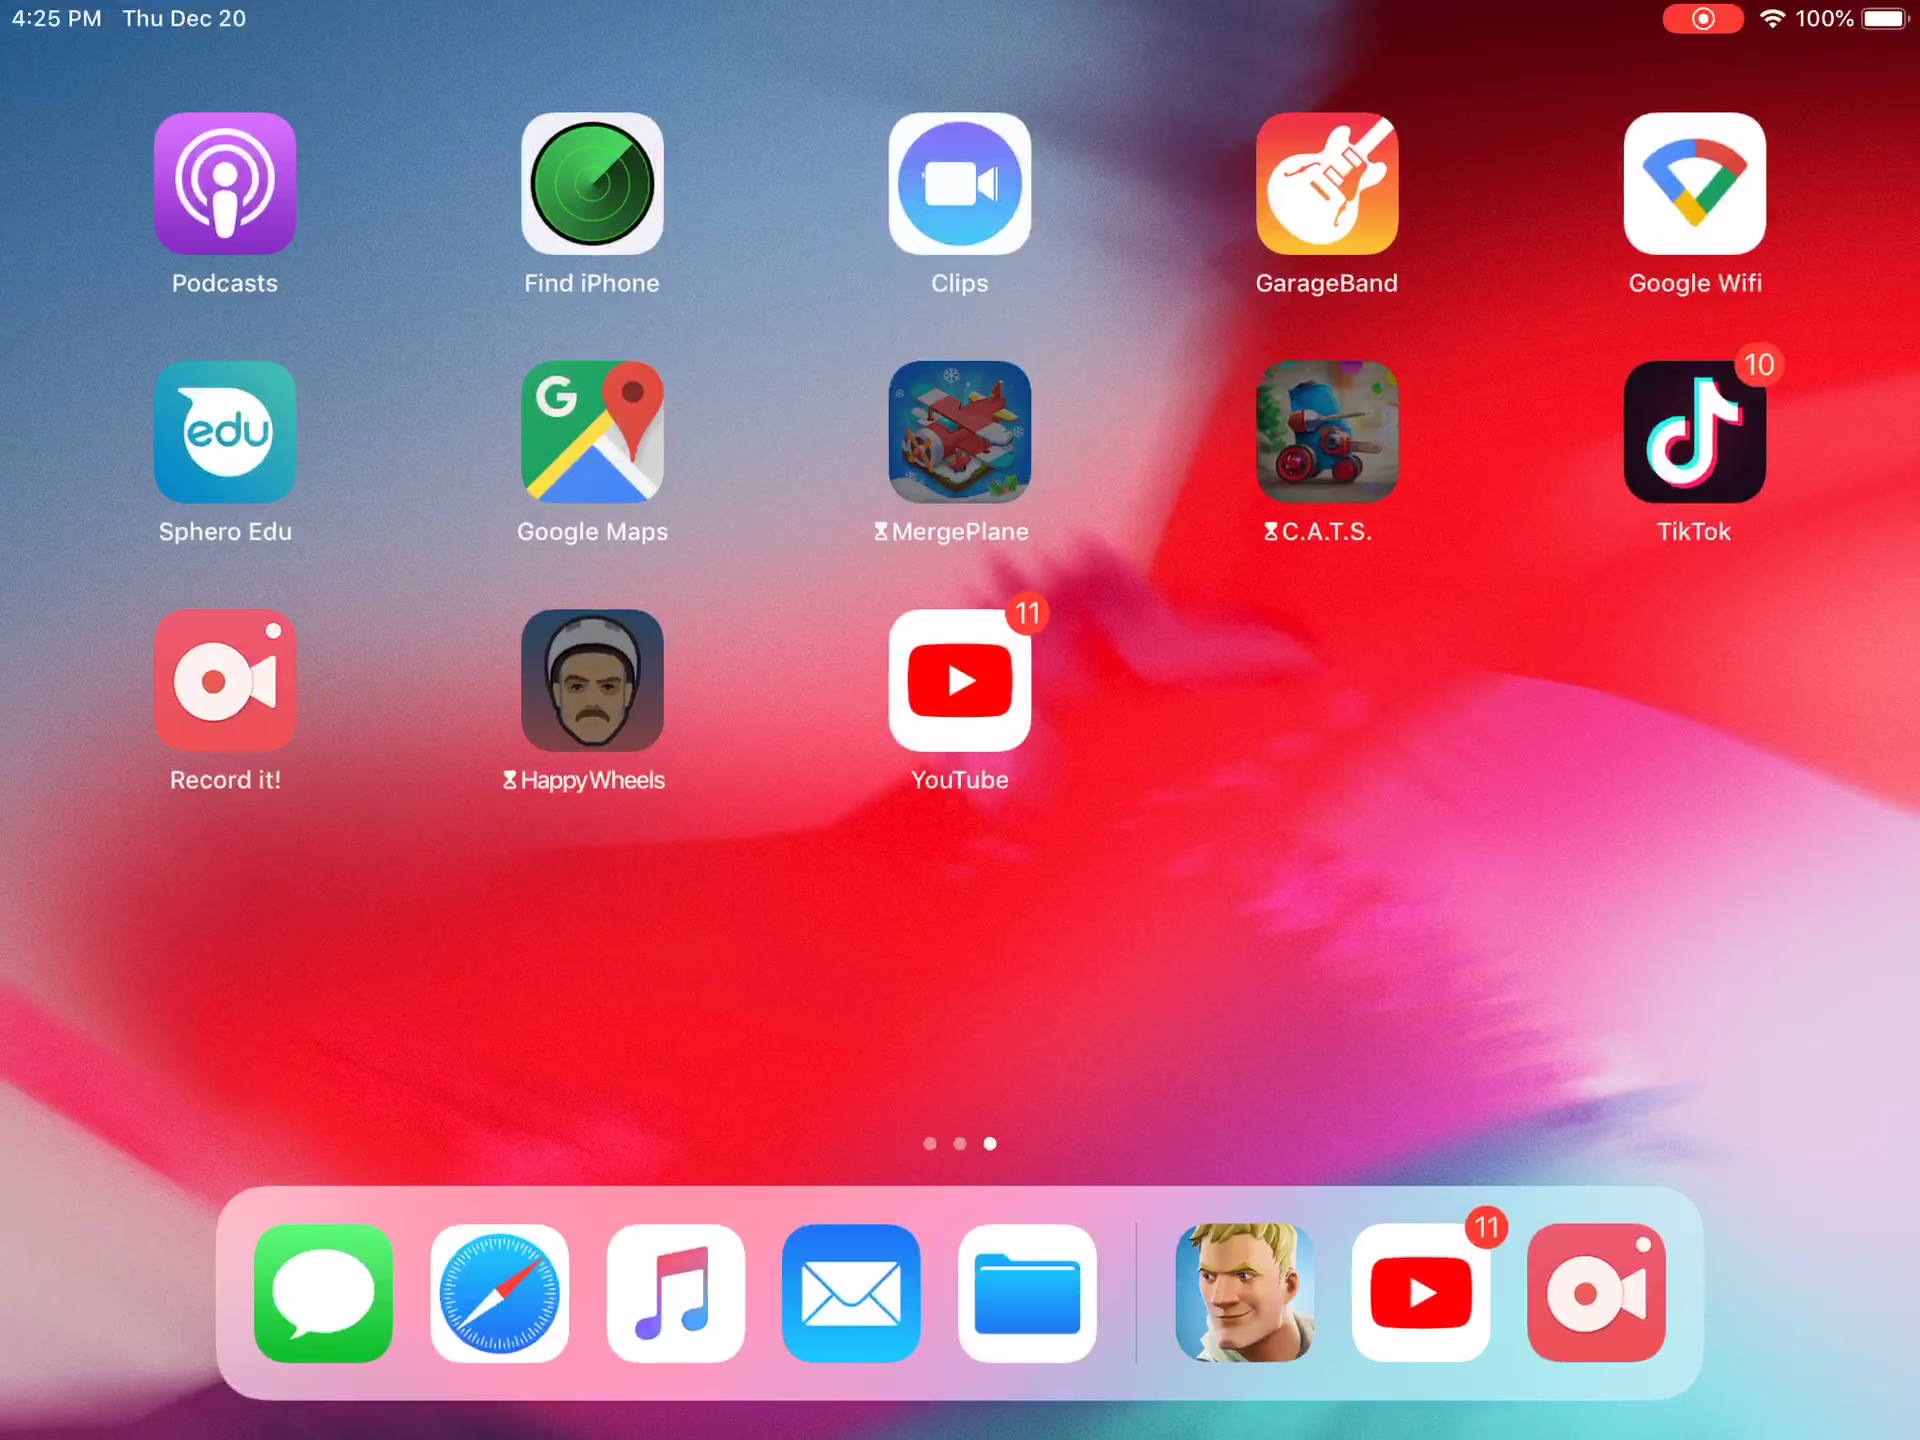 4:25 PM Thu Dec 20
100%
Podcasts
Find iPhone
Clips
GarageBand
Google Wifi
edu
G
10
Sphero Edu
Google Maps
MergePlane
C.A.T.S.
TikTok
11
Record it!
HappyWheels
YouTube
11